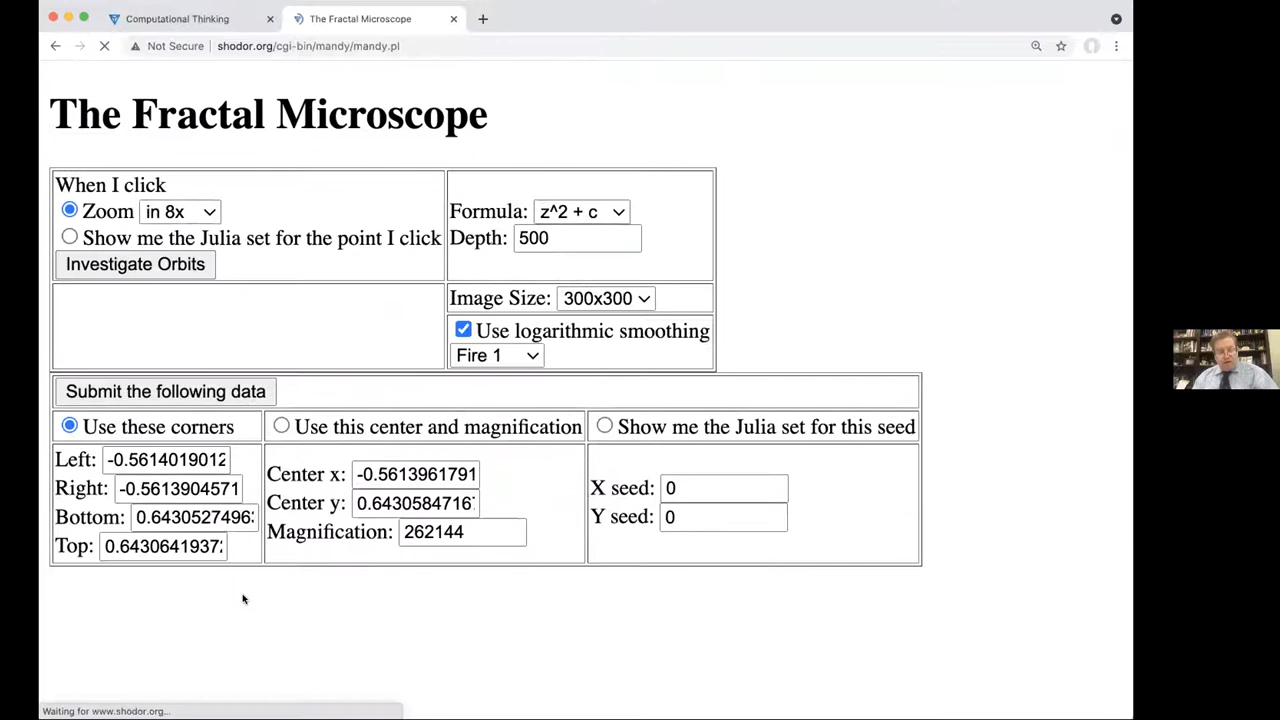 Computational Thinking
The Fractal Microscope
Not Secure shodor.org/cgi-bin/mandy/mandy.pl
The Fractal Microscope
When I click
Zoom in 8x
Show me the Julia set for the point I click
Investigate Orbits
Formula: z^2 + c
Depth: 500
Image Size: 300x300
Use logarithmic smoothing
Fire 1
Submit the following data
Use these corners
Use this center and magnification
Show me the Julia set for this seed
Left: -0.5614019012
Right: -0.5613904571
Bottom: 0.6430527496
Top: 0.6430641937
Center x: -0.5613961791
Center y: 0.6430584716
Magnification: 262144
X seed: 0
Y seed: 0
Waiting for www.shodor.org...